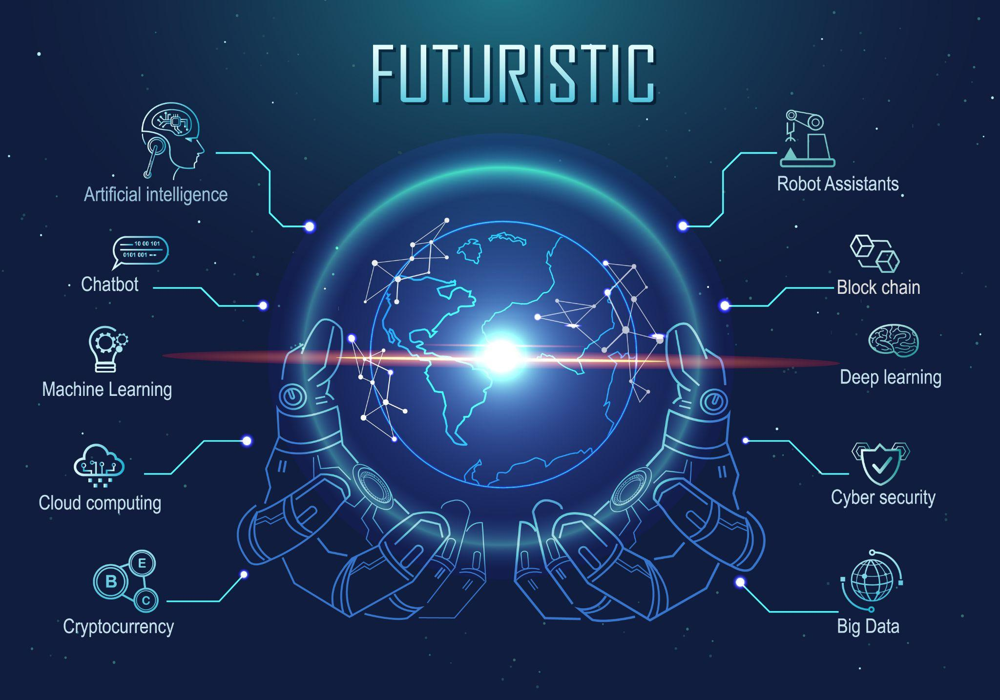 FUTURISTIC
Artificial intelligence
10 00 101
0101 001
Chatbot
Machine Learning
Cloud computing
E
B
C
Cryptocurrency
Robot Assistants
Block chain
Deep learning
Cyber security
Big Data